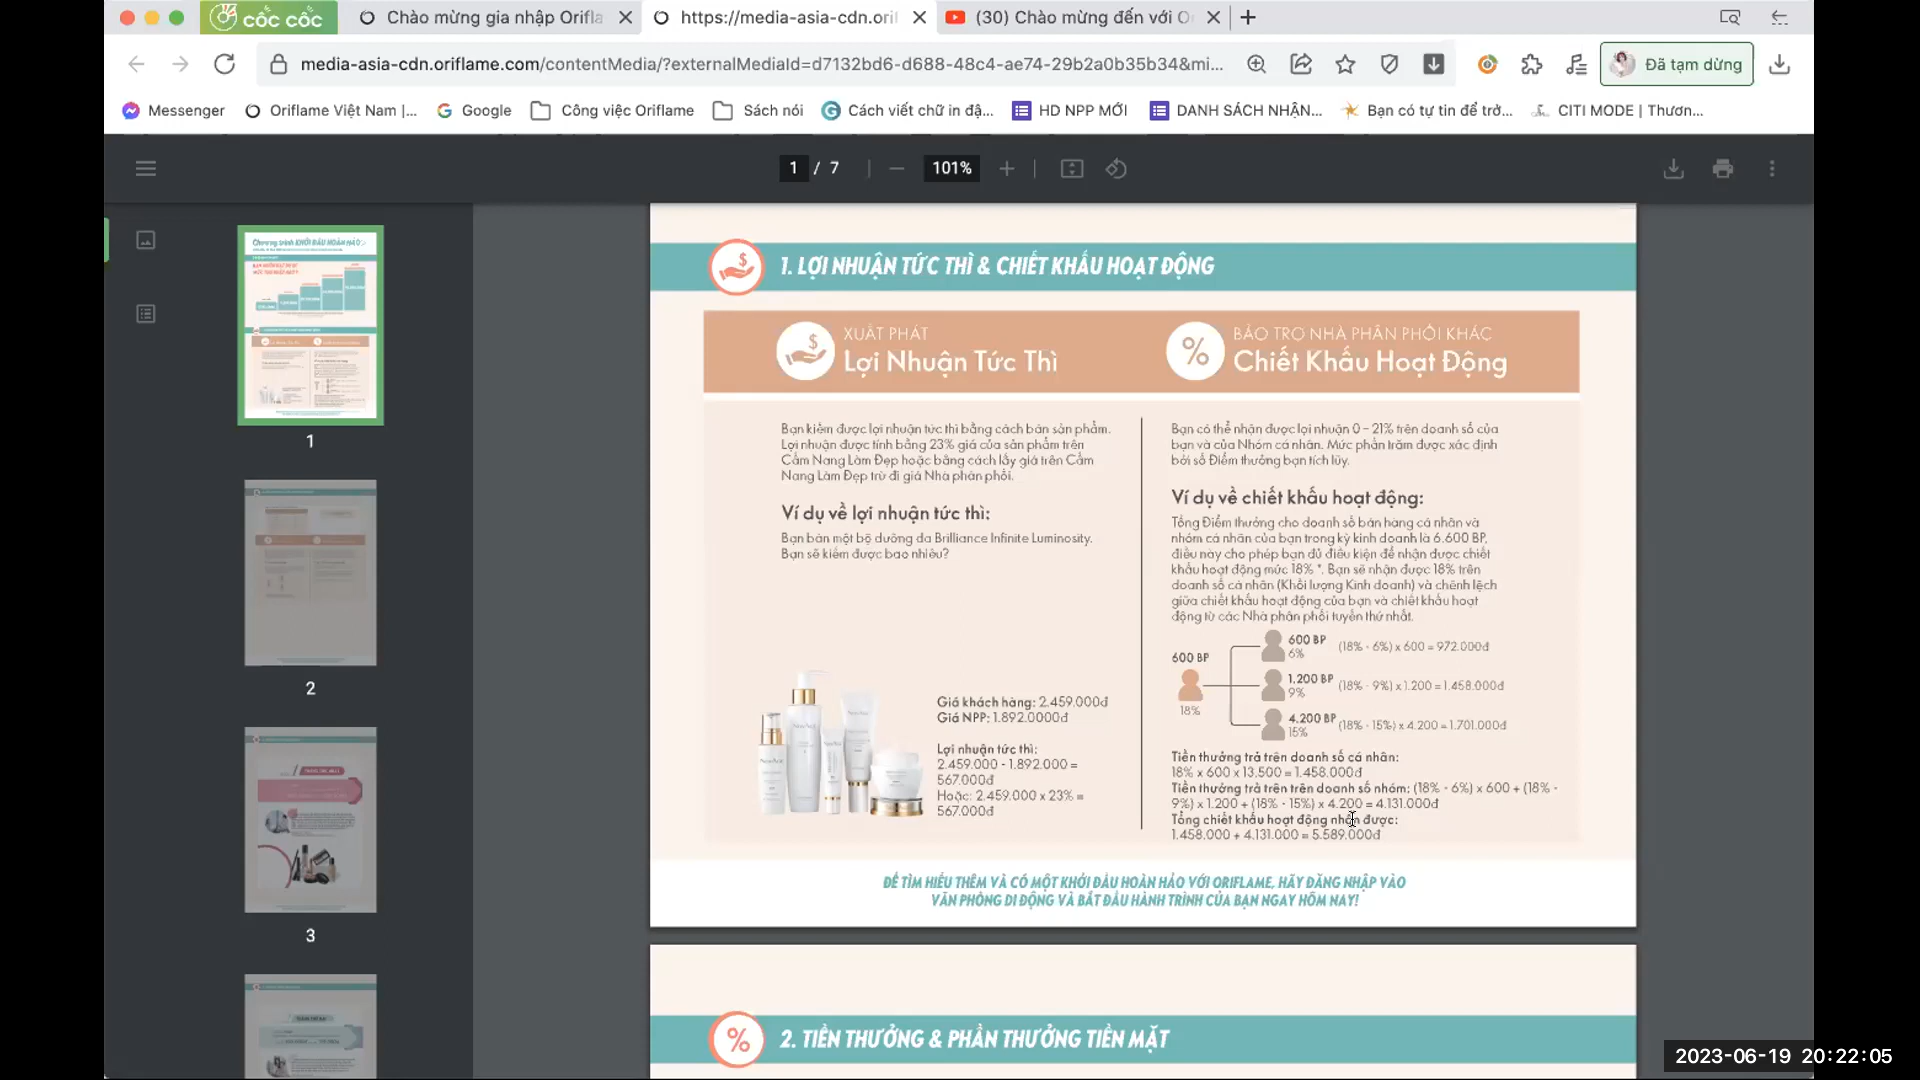 cốc cốc
Chào mừng gia nhập Orifla
https://media-asia-cdn.orif
(30) Chào mừng đến với O
media-asia-cdn.oriflame.com/contentMedia/?externalMediaId=d7132bd6-d688-48c4-ae74-29b2a0b35b34&mi...
Đã tạm dừng
Messenger
Oriflame Việt Nam |...
Google
Công việc Oriflame
Sách nói
Cách viết chữ in đậ...
HD NPP MỚI
DANH SÁCH NHẬN...
Bạn có tự tin để trở...
CITI MODE | Thươn...
1 / 7
101%
Chương trình KHỞI ĐẦU HOÀN HẢO
1
2
3
1. LỢI NHUẬN TỨC THÌ & CHIẾT KHẤU HOẠT ĐỘNG
XUẤT PHÁT
Lợi Nhuận Tức Thì
Bạn kiếm được lợi nhuận tức thì bằng cách bán sản phẩm.
Lợi nhuận được tính bằng 23% giá của sản phẩm trên
Cẩm Nang Làm Đẹp hoặc bằng cách lấy giá trên Cẩm
Nang Làm Đẹp trừ đi giá Nhà phân phối.
Ví dụ về lợi nhuận tức thì:
Bạn bán một bộ dưỡng da Brilliance Infinite Luminosity.
Bạn sẽ kiếm được bao nhiêu?
Giá khách hàng: 2.459.000đ
Giá NPP: 1.892.0000đ
Lợi nhuận tức thì:
2.459.000 - 1.892.000 =
567.000đ
Hoặc: 2.459.000 x 23% =
567.000đ
BẢO TRỢ NHÀ PHÂN PHỐI KHÁC
Chiết Khấu Hoạt Động
Bạn có thể nhận được lợi nhuận 0 – 21% trên doanh số của
bạn và của Nhóm cá nhân. Mức phần trăm được xác định
bởi số Điểm thưởng bạn tích lũy.
Ví dụ về chiết khấu hoạt động:
Tổng Điểm thưởng cho doanh số bán hàng cá nhân và
nhóm cá nhân của bạn trong kỳ kinh doanh là 6.600 BP,
điều này cho phép bạn đủ điều kiện để nhận được chiết
khấu hoạt động mức 18% *. Bạn sẽ nhận được 18% trên
doanh số cá nhân (Khối lượng Kinh doanh) và chênh lệch
giữa chiết khấu hoạt động của bạn và chiết khấu hoạt
động từ các Nhà phân phối tuyến thứ nhất.
600 BP
18%
600 BP
6%
(18% - 6%) x 600 = 972.000đ
1.200 BP
9%
(18% - 9%) x 1.200 = 1.458.000đ
4.200 BP
15%
(18% - 15%) x 4.200 = 1.701.000đ
Tiền thưởng trả trên doanh số cá nhân:
18% x 600 x 13.500 = 1.458.000đ
Tiền thưởng trả trên trên doanh số nhóm: (18% - 6%) x 600 + (18% -
9%) x 1.200 + (18% - 15%) x 4.200 = 4.131.000đ
Tổng chiết khấu hoạt động nhận được:
1.458.000 + 4.131.000 = 5.589.000đ
ĐỂ TÌM HIỂU THÊM VÀ CÓ MỘT KHỞI ĐẦU HOÀN HẢO VỚI ORIFLAME, HÃY ĐĂNG NHẬP VÀO
VĂN PHÒNG DI ĐỘNG VÀ BẮT ĐẦU HÀNH TRÌNH CỦA BẠN NGAY HÔM NAY!
2. TIỀN THƯỞNG & PHẦN THƯỞNG TIỀN MẶT
2023-06-19 20:22:05